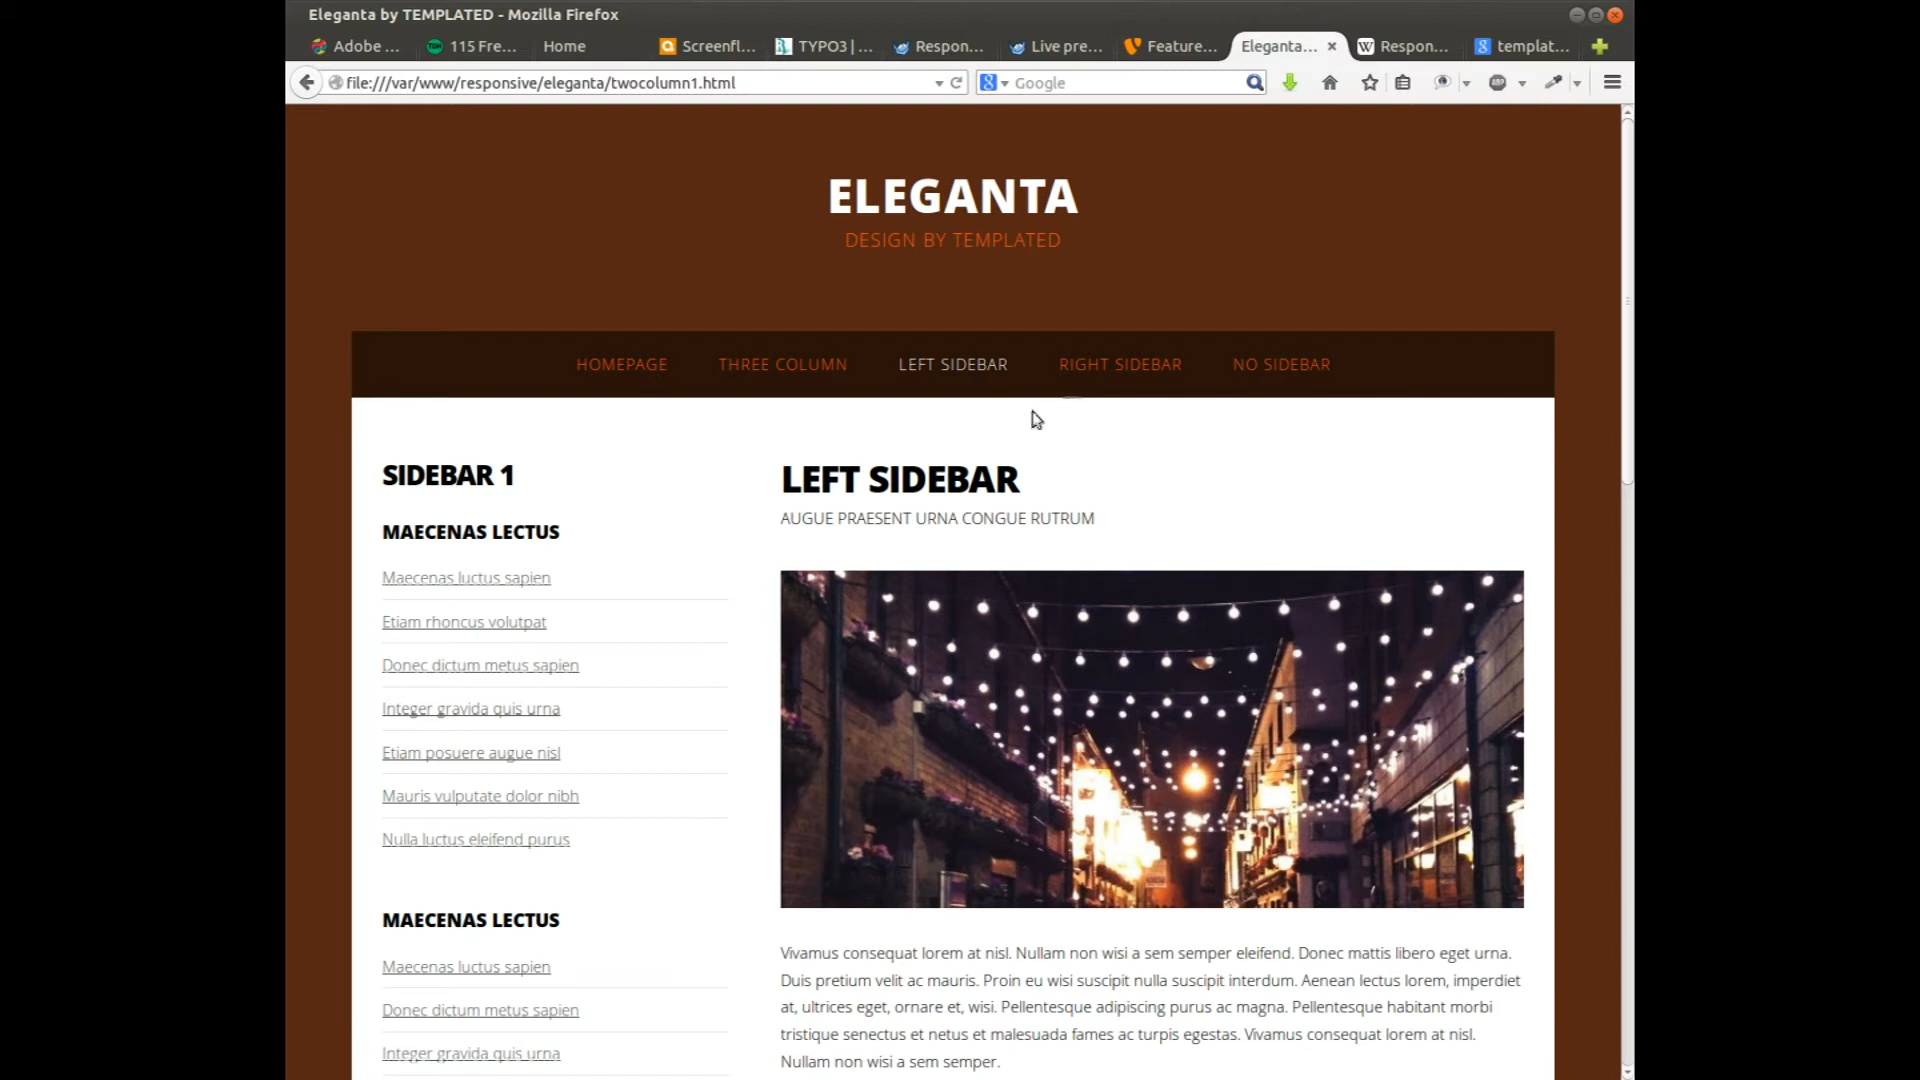 Eleganta by TEMPLATED - Mozilla Firefox
Adobe ...
115 Fre...
Home
Screenfl...
TYPO3 | ...
Respon...
Live pre...
Feature...
Eleganta...
Respon...
templat...
file:///var/www/responsive/eleganta/twocolumn1.html
Google
ELEGANTA
DESIGN BY TEMPLATED
HOMEPAGE
THREE COLUMN
LEFT SIDEBAR
RIGHT SIDEBAR
NO SIDEBAR
SIDEBAR 1
MAECENAS LECTUS
Maecenas luctus sapien
Etiam rhoncus volutpat
Donec dictum metus sapien
Integer gravida quis urna
Etiam posuere augue nisl
Mauris vulputate dolor nibh
Nulla luctus eleifend purus
MAECENAS LECTUS
Maecenas luctus sapien
Donec dictum metus sapien
Integer gravida quis urna
LEFT SIDEBAR
AUGUE PRAESENT URNA CONGUE RUTRUM
Vivamus consequat lorem at nisl. Nullam non wisi a sem semper eleifend. Donec mattis libero eget urna.
Duis pretium velit ac mauris. Proin eu wisi suscipit nulla suscipit interdum. Aenean lectus lorem, imperdiet
at, ultrices eget, ornare et, wisi. Pellentesque adipiscing purus ac magna. Pellentesque habitant morbi
tristique senectus et netus et malesuada fames ac turpis egestas. Vivamus consequat lorem at nisl.
Nullam non wisi a sem semper.